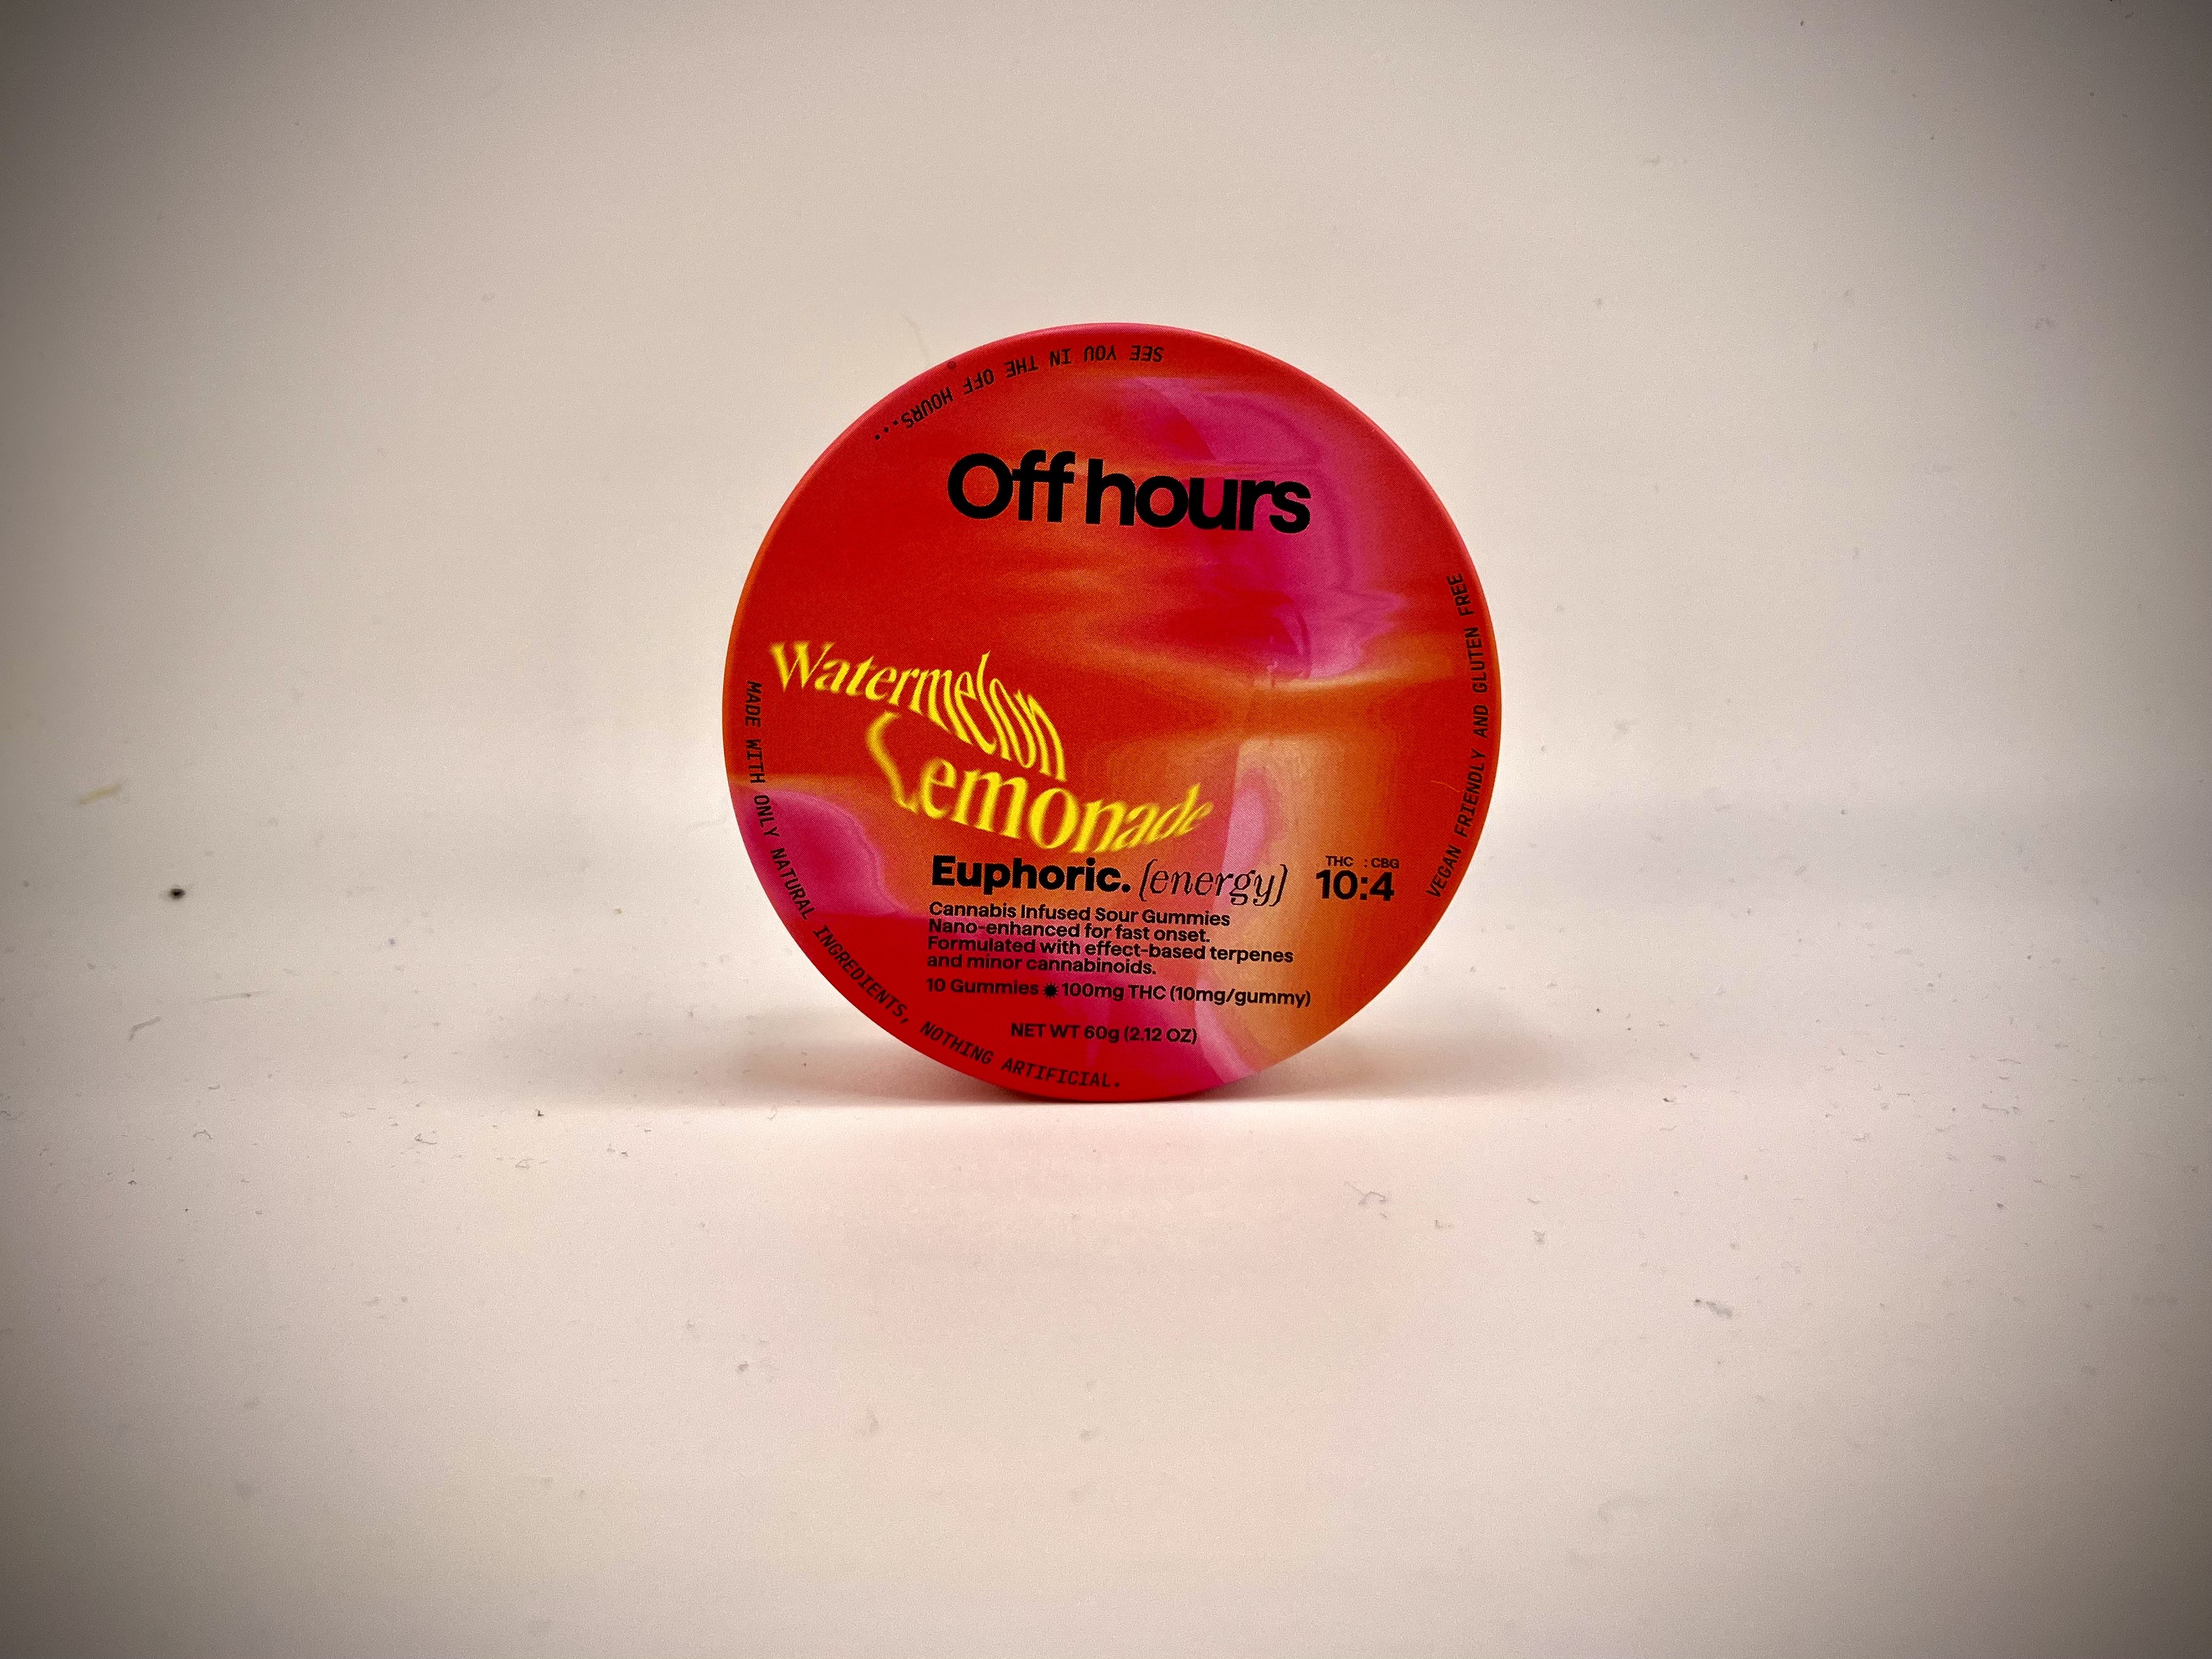 SEE YOU IN THE OFF HOURS...
Off hours
Watermelon
Lemonade
Euphoric. (energy)
THC : CBG
10:4
Cannabis Infused Sour Gummies
Nano-enhanced for fast onset.
Formulated with effect-based terpenes
and minor cannabinoids.
10 Gummies ✹ 100mg THC (10mg/gummy)
NET WT 60g (2.12 OZ)
MADE WITH ONLY NATURAL INGREDIENTS, NOTHING ARTIFICIAL.
VEGAN FRIENDLY AND GLUTEN FREE